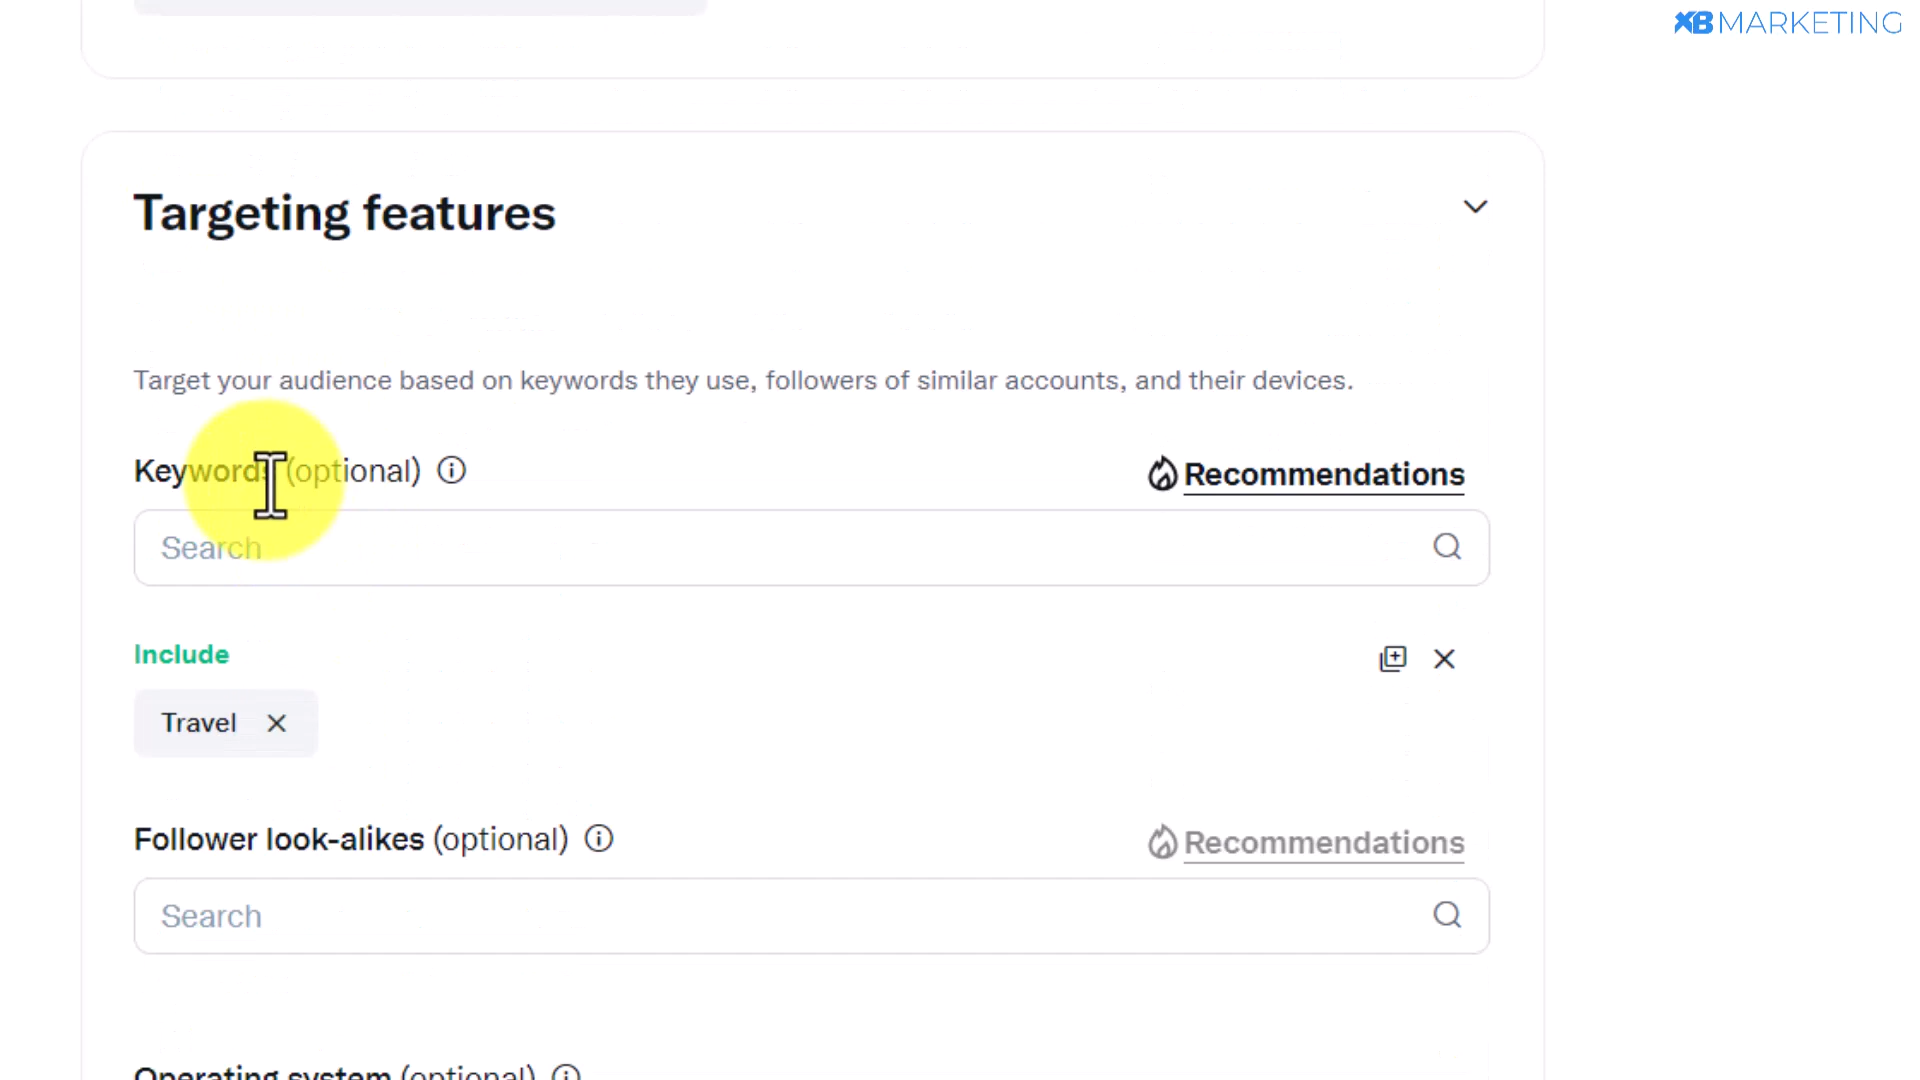 XB MARKETING
Targeting features
Target your audience based on keywords they use, followers of similar accounts, and their devices.
Keywords (optional)
Recommendations
Search
Include
Travel
Follower look-alikes (optional)
Recommendations
Search
Operating system (optional)